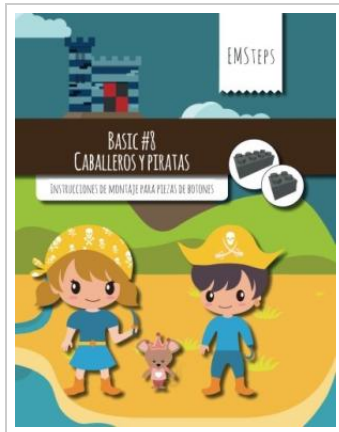 EMSTEPS
BASIC #8
CABALLEROS Y PIRATAS
INSTRUCCIONES DE MONTAJE PARA PIEZAS DE BOTONES